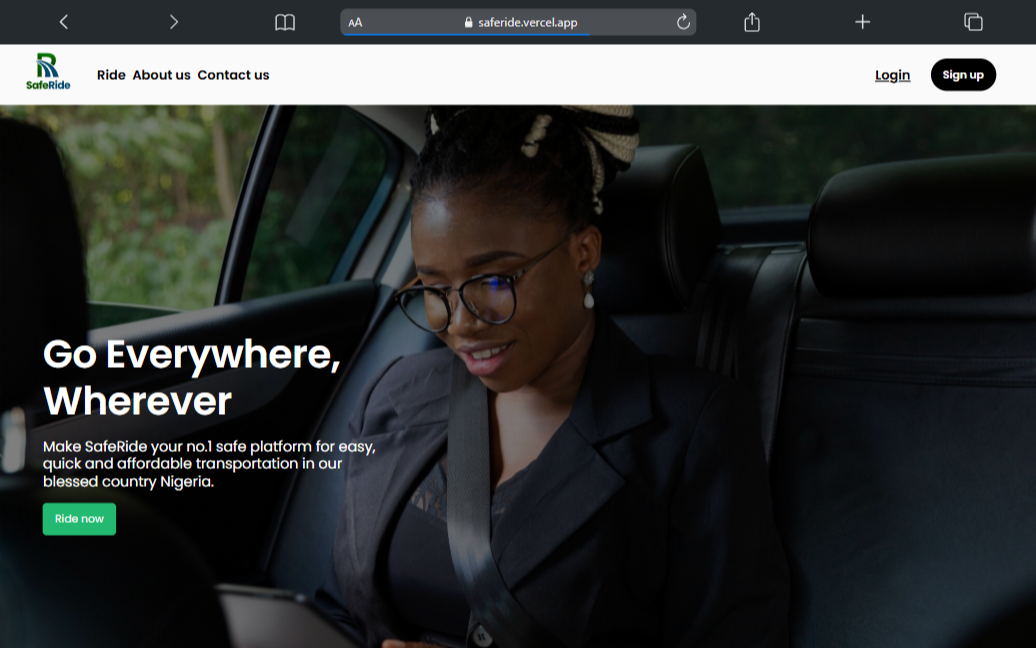 AA
saferide.vercel.app
SafeRide
Ride About us Contact us
Login
Sign up
Go Everywhere,
Wherever
Make SafeRide your no.1 safe platform for easy,
quick and affordable transportation in our
blessed country Nigeria.
Ride now